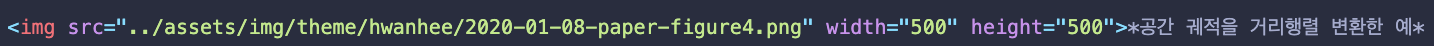 <img src="../assets/img/theme/hwanhee/2020-01-08-paper-figure4.png" width="500" height="500">*공간 궤적을 거리행렬 변환한 예*